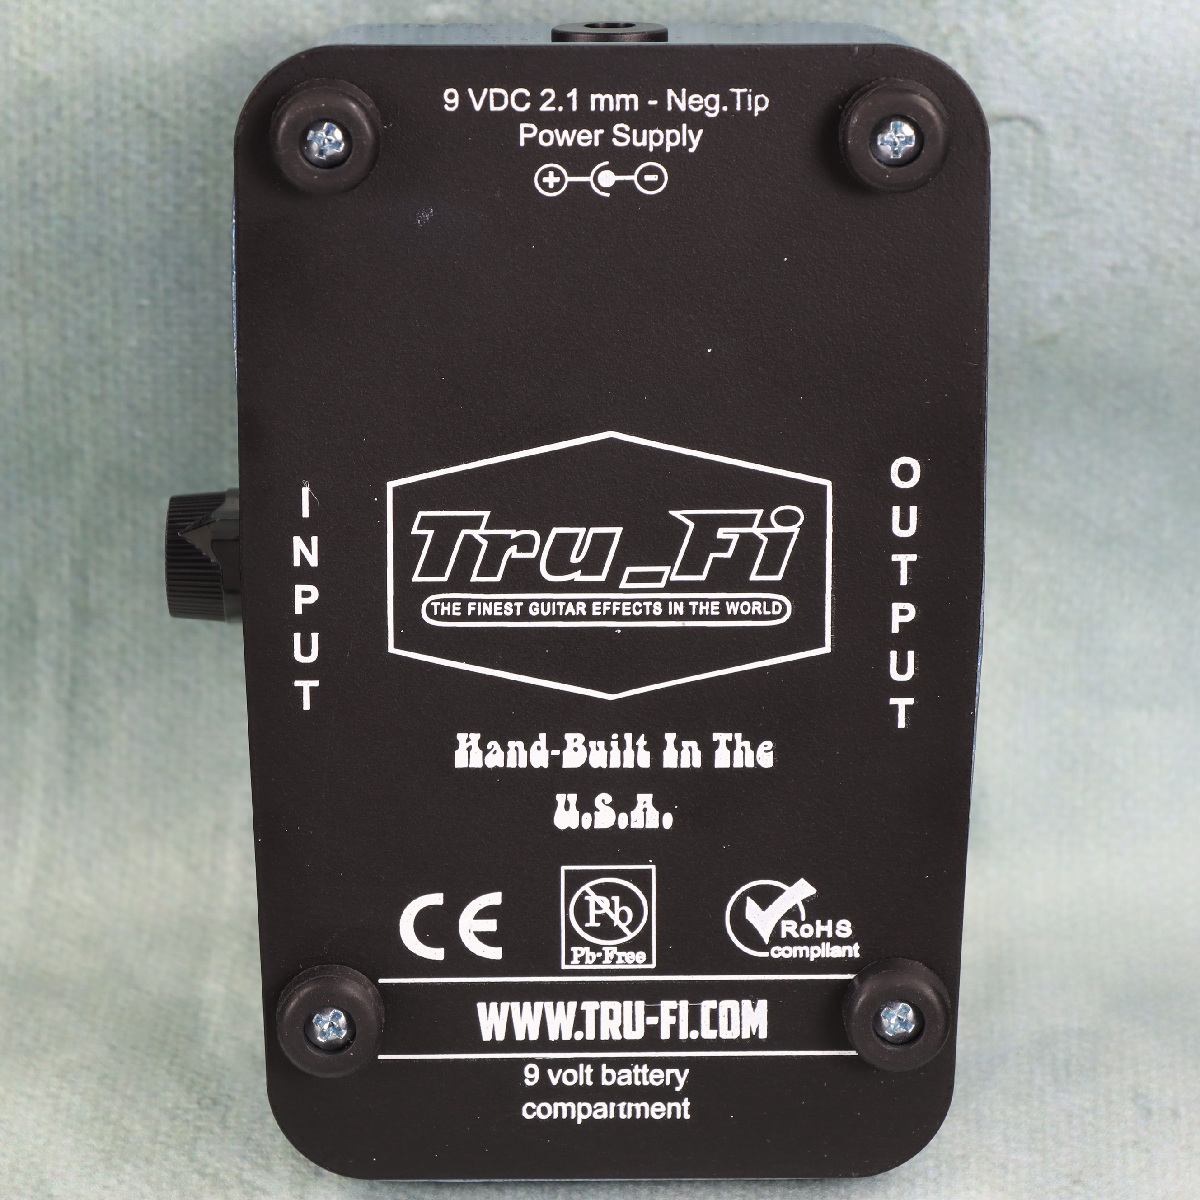 9 VDC 2.1 mm - Neg.Tip
Power Supply
+ -
INPUT
OUTPUT
Tru_Fi
THE FINEST GUITAR EFFECTS IN THE WORLD
Hand-Built In The
U.S.A.
CE
Pb
Pb-Free
RoHS
compliant
WWW.TRU-FI.COM
9 volt battery
compartment